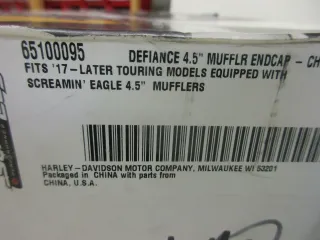 65100095
DEFIANCE 4.5" MUFFLR ENDCAP - CH
FITS '17-LATER TOURING MODELS EQUIPPED WITH
SCREAMIN' EAGLE 4.5" MUFFLERS
HARLEY-DAVIDSON MOTOR COMPANY, MILWAUKEE WI 53201
Packaged in CHINA with parts from
CHINA, U.S.A.